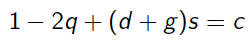 1 − 2q + (d + g)s = c